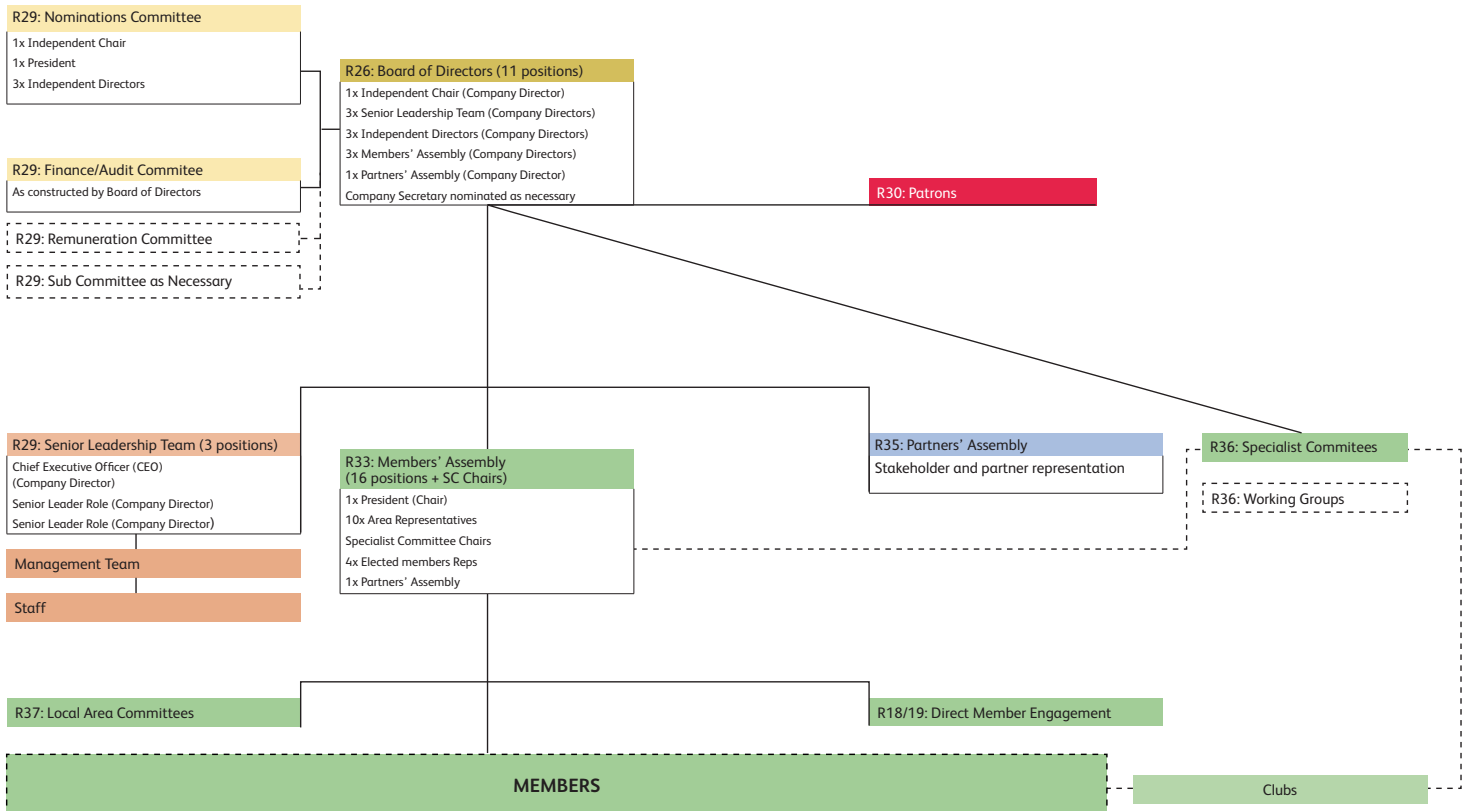 R29: Nominations Committee
1x Independent Chair
1x President
3x Independent Directors
R26: Board of Directors (11 positions)
1x Independent Chair (Company Director)
3x Senior Leadership Team (Company Directors)
3x Independent Directors (Company Directors)
3x Members’ Assembly (Company Directors)
1x Partners’ Assembly (Company Director)
Company Secretary nominated as necessary
R29: Finance/Audit Commitee
As constructed by Board of Directors
R29: Remuneration Committee
R29: Sub Committee as Necessary
R30: Patrons
R29: Senior Leadership Team (3 positions)
Chief Executive Officer (CEO)
(Company Director)
Senior Leader Role (Company Director)
Senior Leader Role (Company Director)
Management Team
Staff
R33: Members’ Assembly
(16 positions + SC Chairs)
1x President (Chair)
10x Area Representatives
Specialist Committee Chairs
4x Elected members Reps
1x Partners’ Assembly
R35: Partners’ Assembly
Stakeholder and partner representation
R36: Specialist Commitees
R36: Working Groups
R37: Local Area Committees
R18/19: Direct Member Engagement
MEMBERS
Clubs